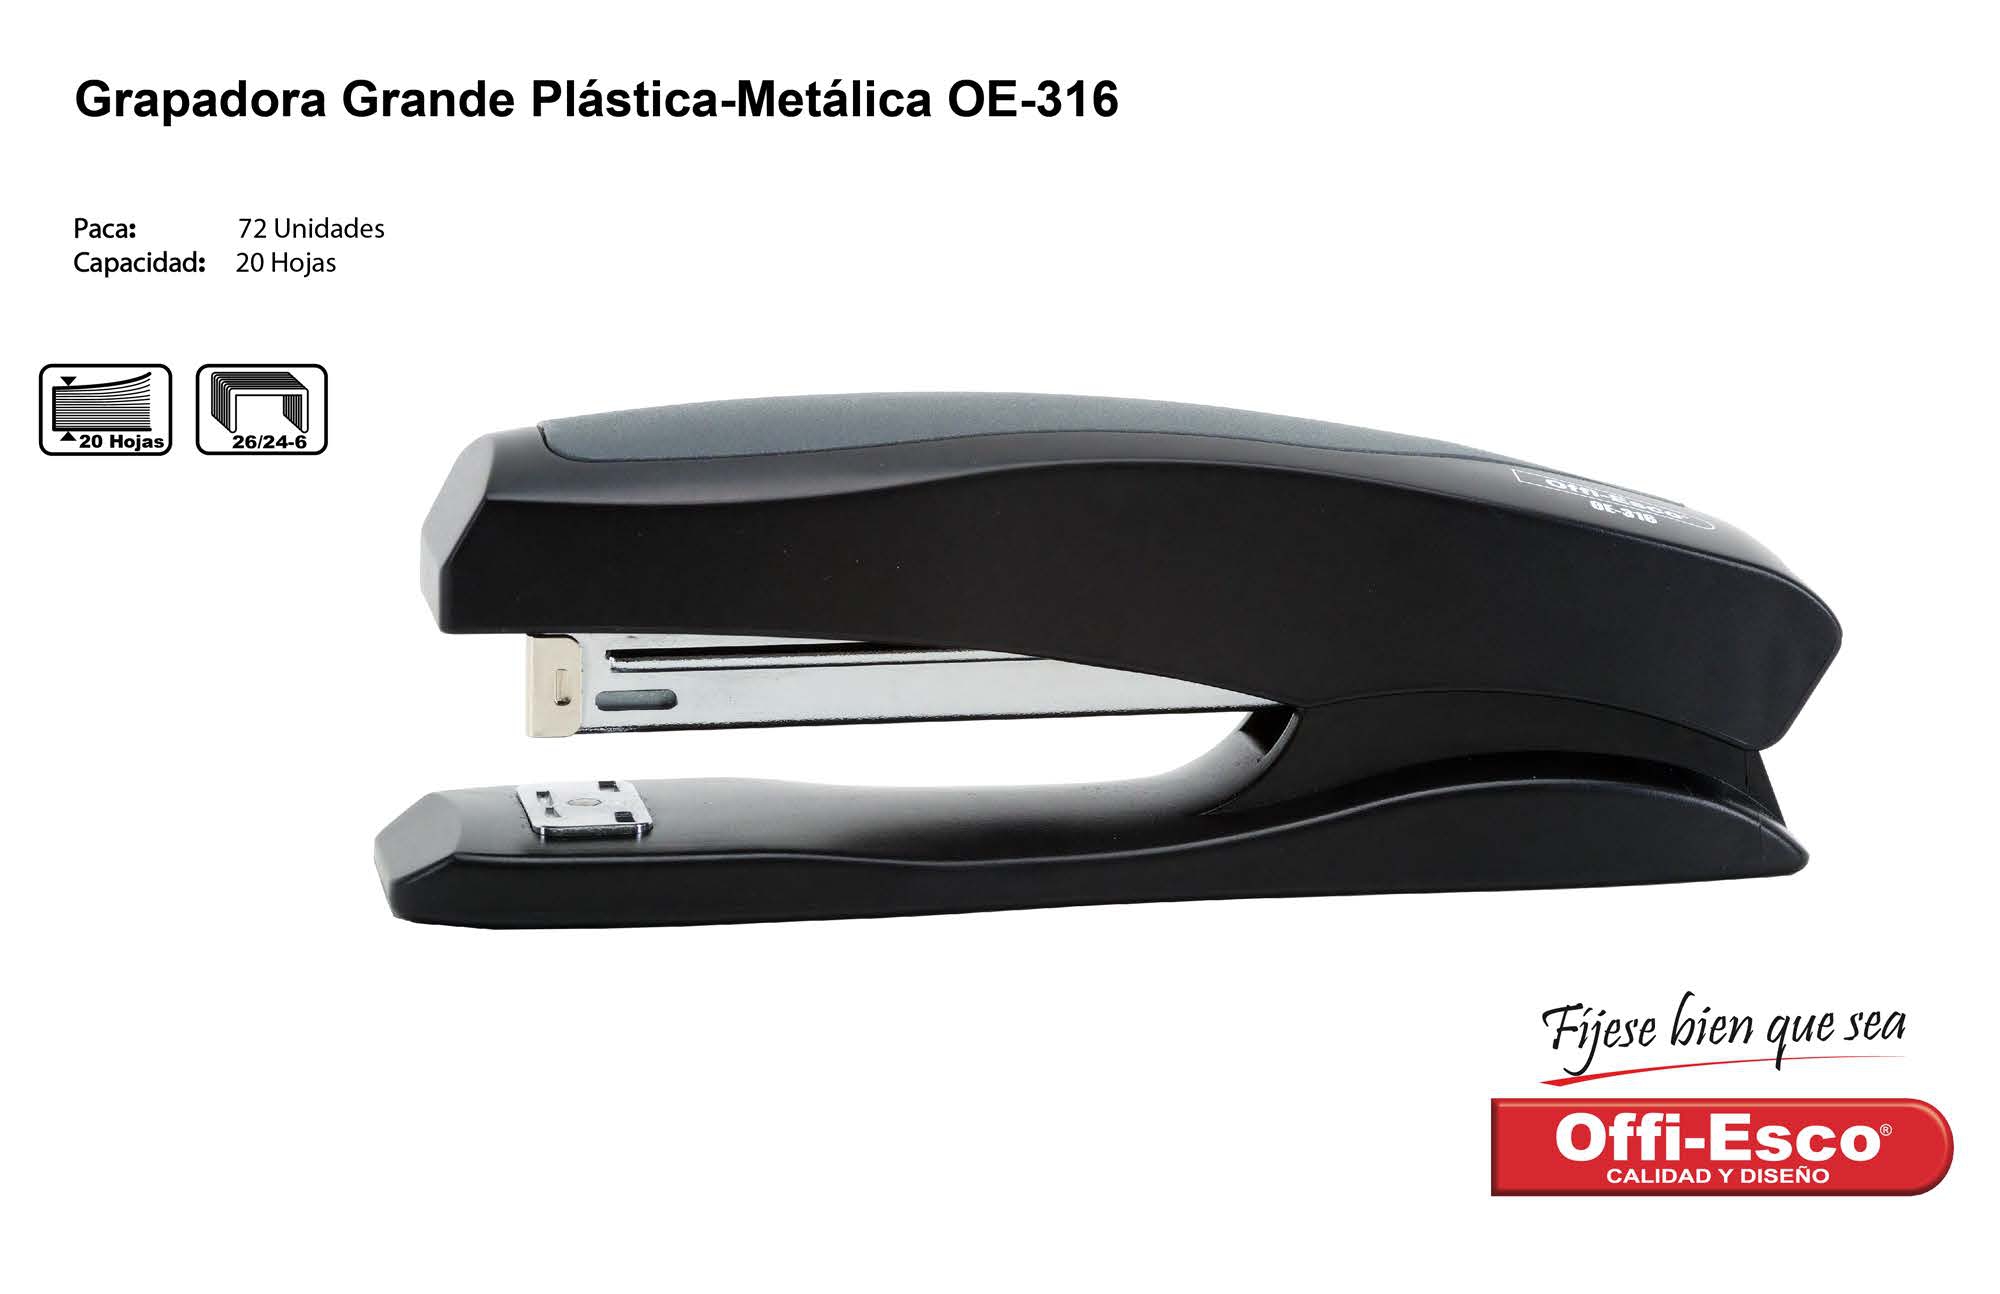 Grapadora Grande Plástica-Metálica OE-316
Paca: 72 Unidades
Capacidad: 20 Hojas
20 Hojas
26/24-6
Offi-Esco
OE-316
Fíjese bien que sea
Offi-Esco®
CALIDAD Y DISEÑO